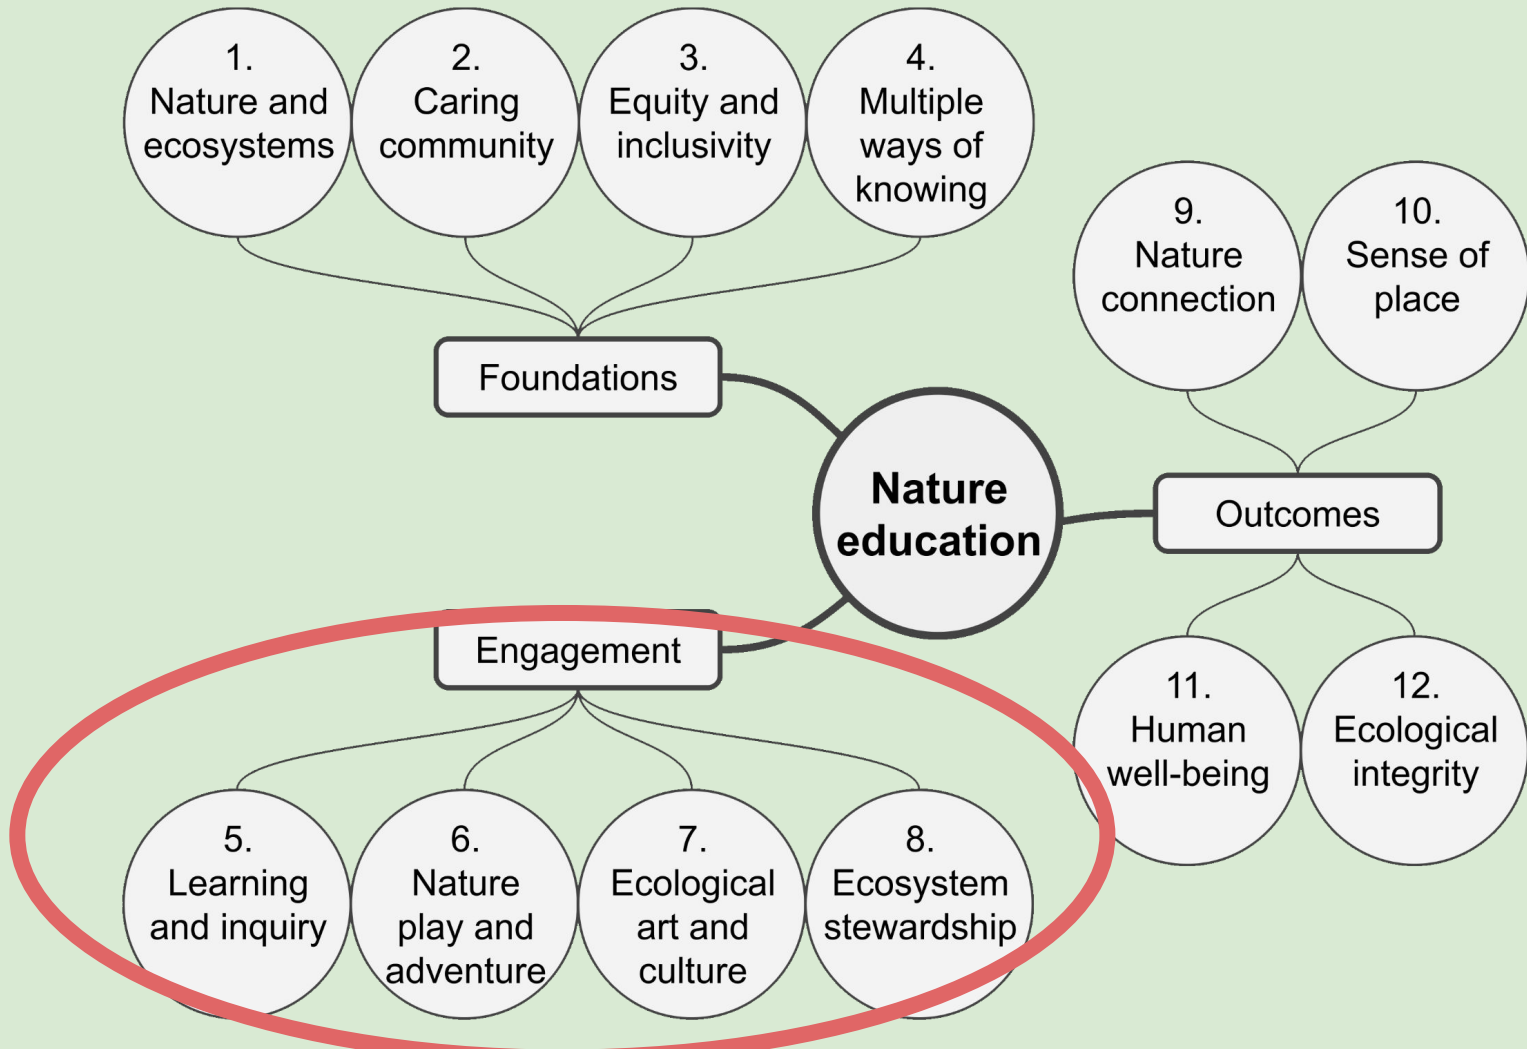 1.
Nature and
ecosystems
2.
Caring
community
3.
Equity and
inclusivity
4.
Multiple
ways of
knowing
9.
Nature
connection
10.
Sense of
place
Foundations
Nature
education
Outcomes
Engagement
5.
Learning
and inquiry
6.
Nature
play and
adventure
7.
Ecological
art and
culture
8.
Ecosystem
stewardship
11.
Human
well-being
12.
Ecological
integrity